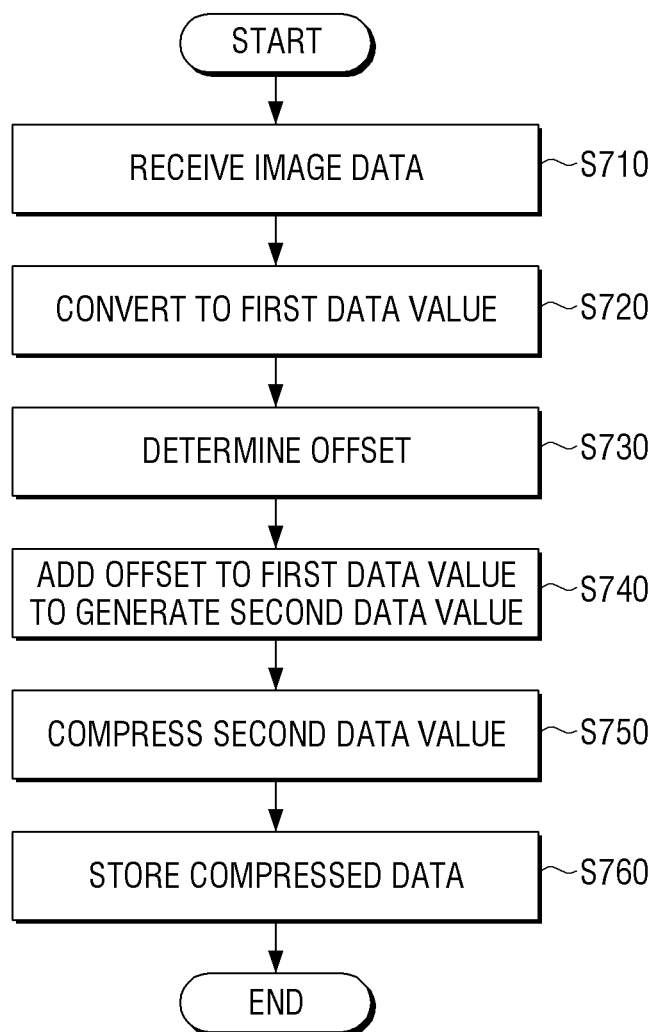 START
RECEIVE IMAGE DATA
S710
CONVERT TO FIRST DATA VALUE
S720
DETERMINE OFFSET
S730
ADD OFFSET TO FIRST DATA VALUE
TO GENERATE SECOND DATA VALUE
S740
COMPRESS SECOND DATA VALUE
S750
STORE COMPRESSED DATA
S760
END